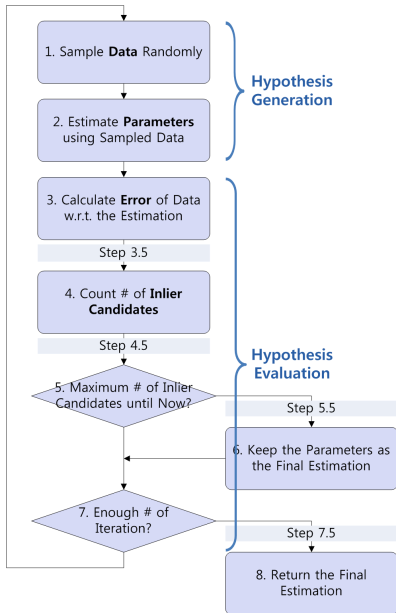 1. Sample Data Randomly
Hypothesis
Generation
2. Estimate Parameters
using Sampled Data
3. Calculate Error of Data
w.r.t. the Estimation
Step 3.5
4. Count # of Inlier
Candidates
Step 4.5
Hypothesis
Evaluation
5. Maximum # of Inlier
Candidates until Now?
Step 5.5
6. Keep the Parameters as
the Final Estimation
7. Enough # of
Iteration?
Step 7.5
8. Return the Final
Estimation